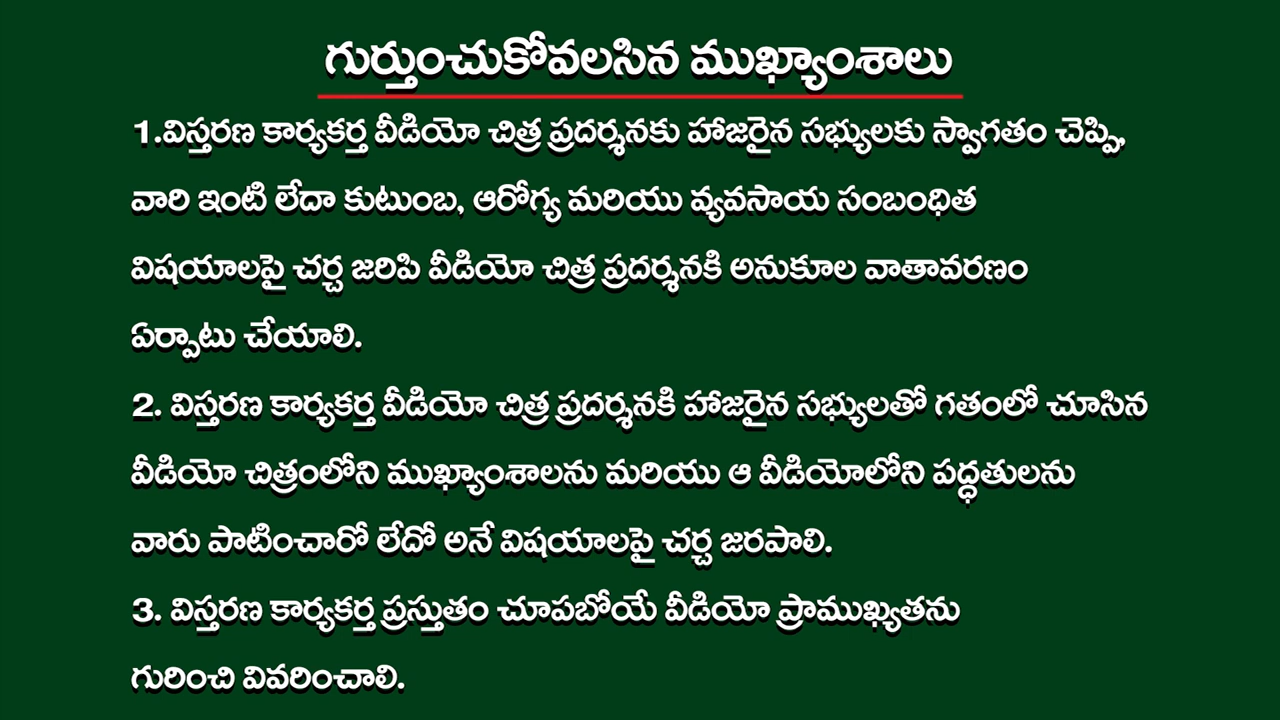 గుర్తుంచుకోవలసిన ముఖ్యాంశాలు
1.విస్తరణ కార్యకర్త వీడియో చిత్ర ప్రదర్శనకు హాజరైన సభ్యులకు స్వాగతం చెప్పి,
వారి ఇంటి లేదా కుటుంబ, ఆరోగ్య మరియు వ్యవసాయ సంబంధిత
విషయాలపై చర్చ జరిపి వీడియో చిత్ర ప్రదర్శనకి అనుకూల వాతావరణం
ఏర్పాటు చేయాలి.
2. విస్తరణ కార్యకర్త వీడియో చిత్ర ప్రదర్శనకి హాజరైన సభ్యులతో గతంలో చూసిన
వీడియో చిత్రంలోని ముఖ్యాంశాలను మరియు ఆ వీడియోలోని పద్ధతులను
వారు పాటించారో లేదో అనే విషయాలపై చర్చ జరపాలి.
3. విస్తరణ కార్యకర్త ప్రస్తుతం చూపబోయే వీడియో ప్రాముఖ్యతను
గురించి వివరించాలి.